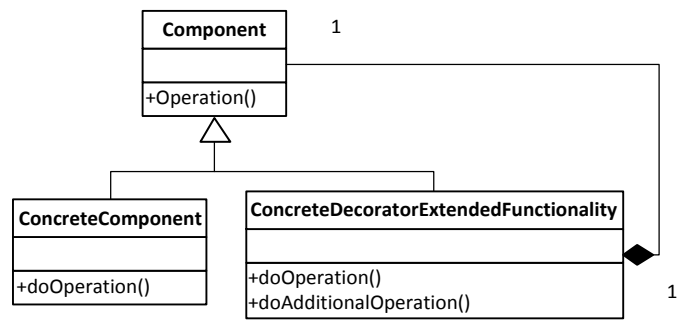 Component
1
+Operation()
ConcreteComponent
+doOperation()
ConcreteDecoratorExtendedFunctionality
+doOperation()
+doAdditionalOperation()
1